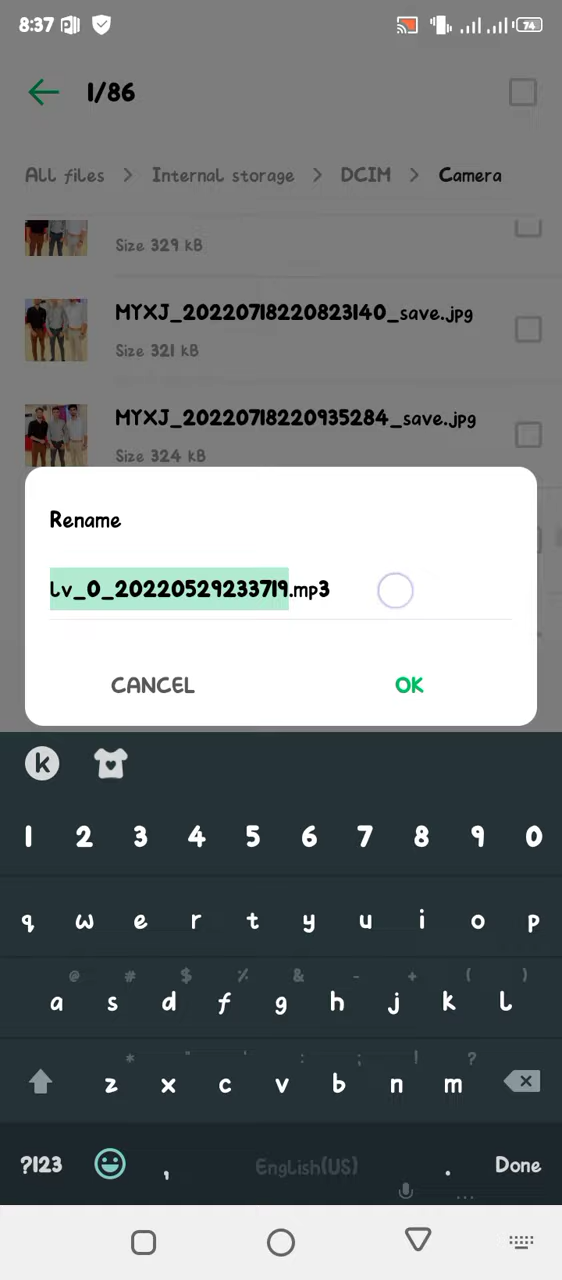 8:37
74
1/86
All files > Internal storage > DCIM > Camera
Size 329 kB
MYXJ_20220718220823140_save.jpg
Size 321 kB
MYXJ_20220718220935284_save.jpg
Size 324 kB
Rename
lv_0_20220529233719.mp3
CANCEL OK
k
1 2 3 4 5 6 7 8 9 0
q w e r t y u i o p
@ # $ % & - + ( )
a s d f g h j k l
* " ' : ; ! ?
z x c v b n m
?123 , English(US) . Done
...